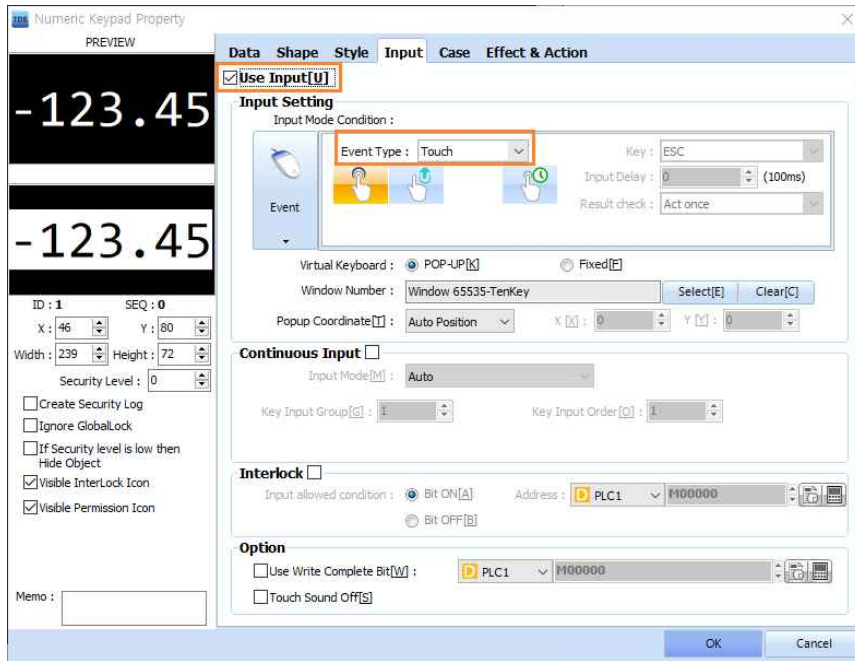 TDS Numeric Keypad Property
PREVIEW
-123.45
-123.45
ID : 1 SEQ : 0
X : 46 Y : 80
Width : 239 Height : 72
Security Level : 0
Create Security Log
Ignore GlobalLock
If Security level is low then
Hide Object
Visible InterLock Icon
Visible Permission Icon
Memo :
Data Shape Style Input Case Effect & Action
Use Input[U]
Input Setting
Input Mode Condition :
Event
Event Type : Touch
Key : ESC
Input Delay : 0 (100ms)
Result check : Act once
Virtual Keyboard : POP-UP[K] Fixed[F]
Window Number : Window 65535-TenKey Select[E] Clear[C]
Popup Coordinate[T] : Auto Position X [X] : 0 Y [Y] : 0
Continuous Input
Input Mode[M] : Auto
Key Input Group[G] : 1 Key Input Order[O] : 1
Interlock
Input allowed condition : Bit ON[A] Address : D PLC1 M00000
Bit OFF[B]
Option
Use Write Complete Bit[W] : D PLC1 M00000
Touch Sound Off[S]
OK Cancel